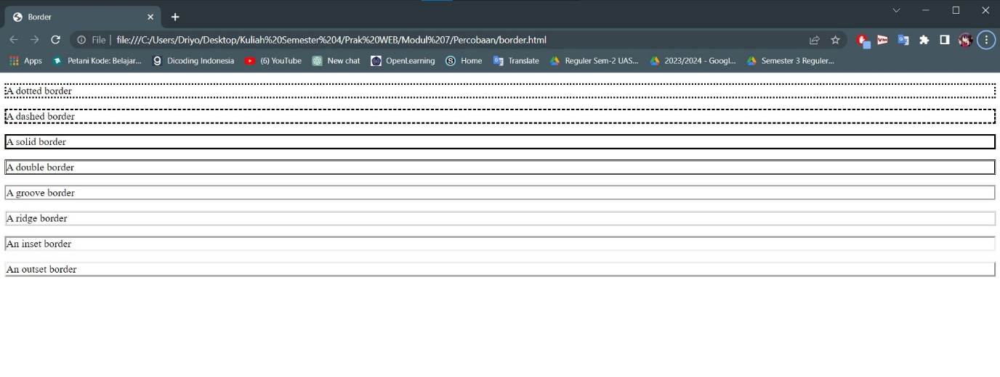 Border
File | file:///C:/Users/Driyo/Desktop/Kuliah%20Semester%204/Prak%20WEB/Modul%207/Percobaan/border.html
Apps Petani Kode: Belajar... Dicoding Indonesia (6) YouTube New chat OpenLearning Home Translate Reguler Sem-2 UAS... 2023/2024 - Googl... Semester 3 Reguler...
A dotted border
A dashed border
A solid border
A double border
A groove border
A ridge border
An inset border
An outset border